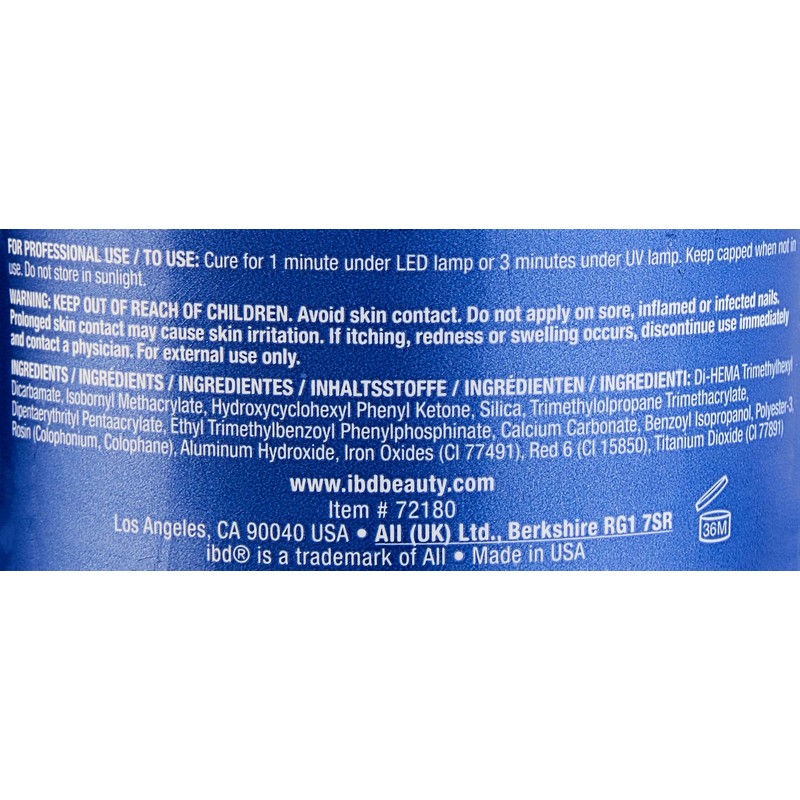 FOR PROFESSIONAL USE / TO USE: Cure for 1 minute under LED lamp or 3 minutes under UV lamp. Keep capped when not in
use. Do not store in sunlight.
WARNING: KEEP OUT OF REACH OF CHILDREN. Avoid skin contact. Do not apply on sore, inflamed or infected nails.
Prolonged skin contact may cause skin irritation. If itching, redness or swelling occurs, discontinue use immediately
and contact a physician. For external use only.
INGREDIENTS / INGRÉDIENTS / INGREDIENTES / INHALTSSTOFFE / INGRÉDIENTEN / INGREDIENTI: Di-HEMA Trimethylhexyl
Dicarbamate, Isobornyl Methacrylate, Hydroxycyclohexyl Phenyl Ketone, Silica, Trimethylolpropane Trimethacrylate,
Dipentaerythrityl Pentaacrylate, Ethyl Trimethylbenzoyl Phenylphosphinate, Calcium Carbonate, Benzoyl Isopropanol, Polyester-3,
Rosin (Colophonium, Colophane), Aluminum Hydroxide, Iron Oxides (CI 77491), Red 6 (CI 15850), Titanium Dioxide (CI 77891)
www.ibdbeauty.com
Item # 72180
Los Angeles, CA 90040 USA • AII (UK) Ltd., Berkshire RG1 7SR
ibd® is a trademark of AII • Made in USA
36M